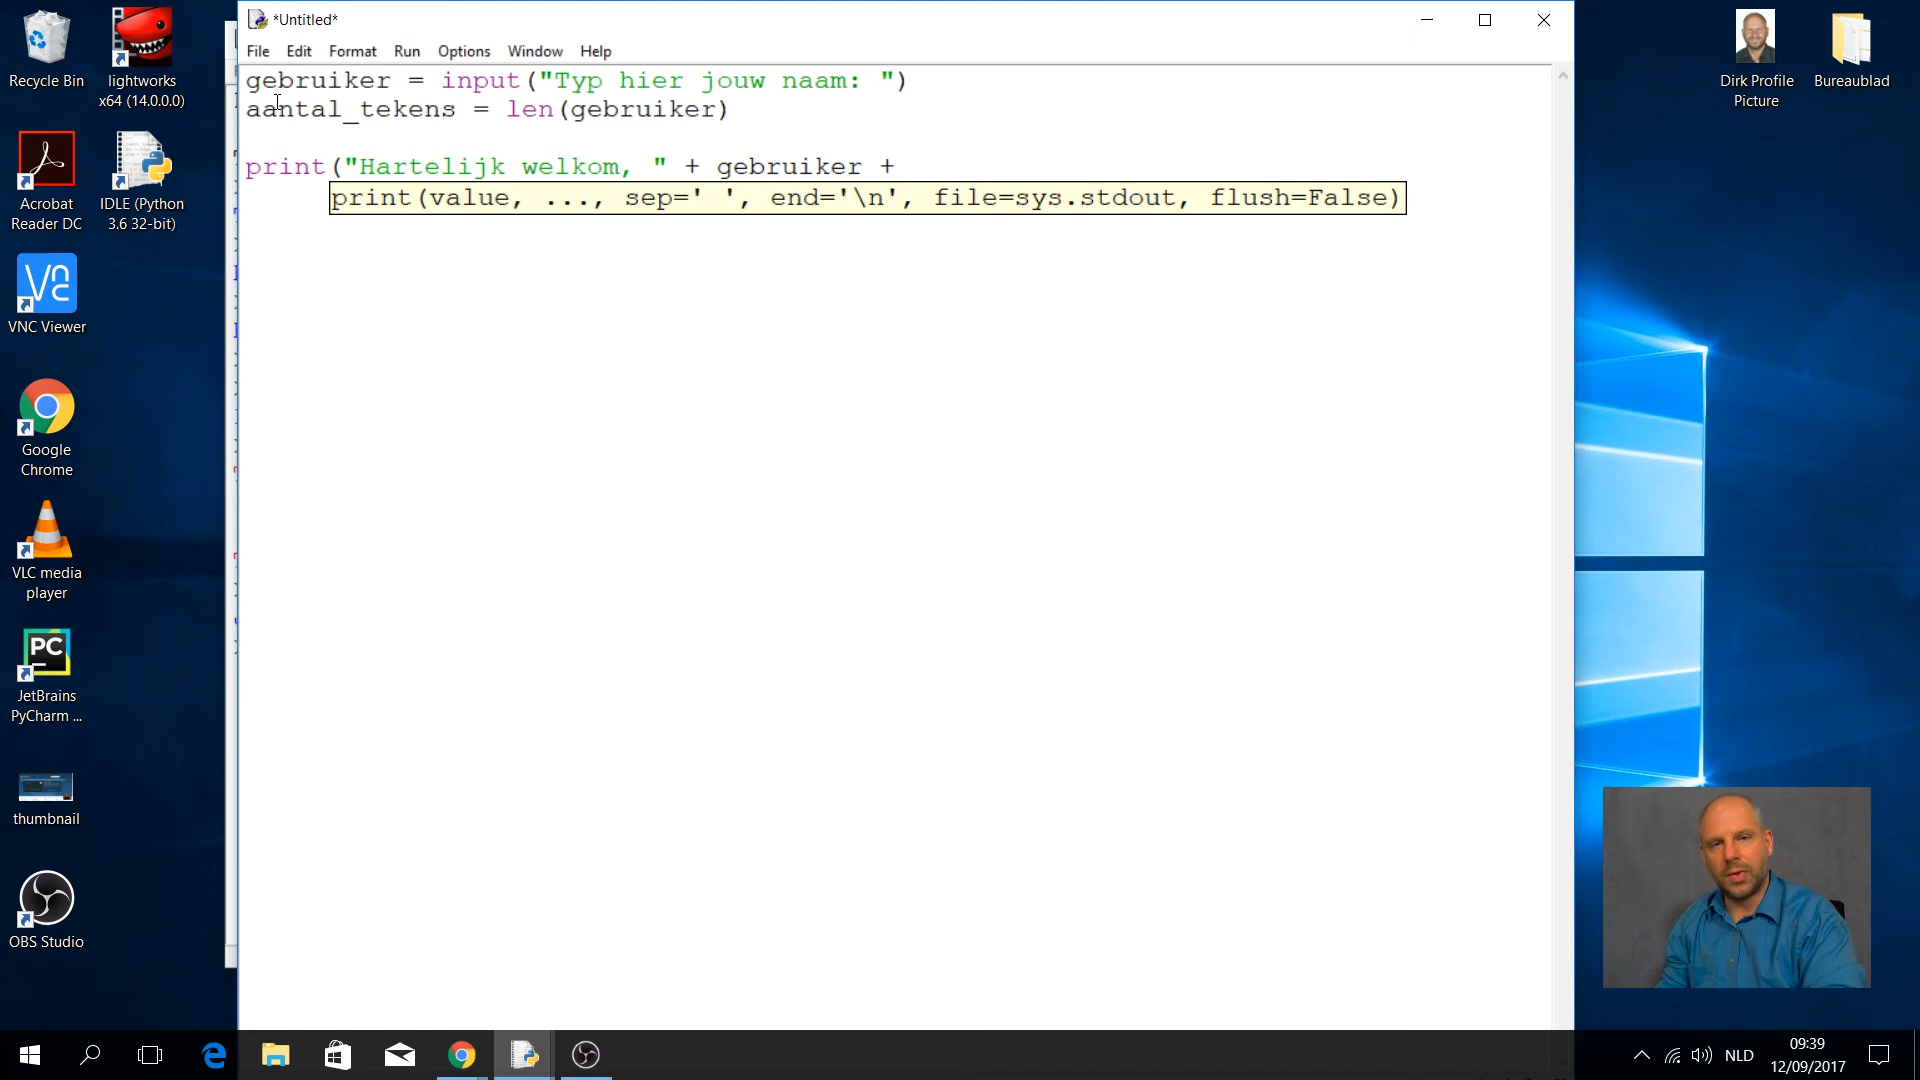 *Untitled*
File Edit Format Run Options Window Help
gebruiker = input("Typ hier jouw naam: ")
aantal_tekens = len(gebruiker)
print("Hartelijk welkom, " + gebruiker +
print(value, ..., sep=' ', end='\n', file=sys.stdout, flush=False)
Recycle Bin
lightworks
x64 (14.0.0.0)
Acrobat
Reader DC
IDLE (Python
3.6 32-bit)
VNC Viewer
Google
Chrome
VLC media
player
JetBrains
PyCharm ...
thumbnail
OBS Studio
Dirk Profile
Picture
Bureaublad
NLD
09:39
12/09/2017